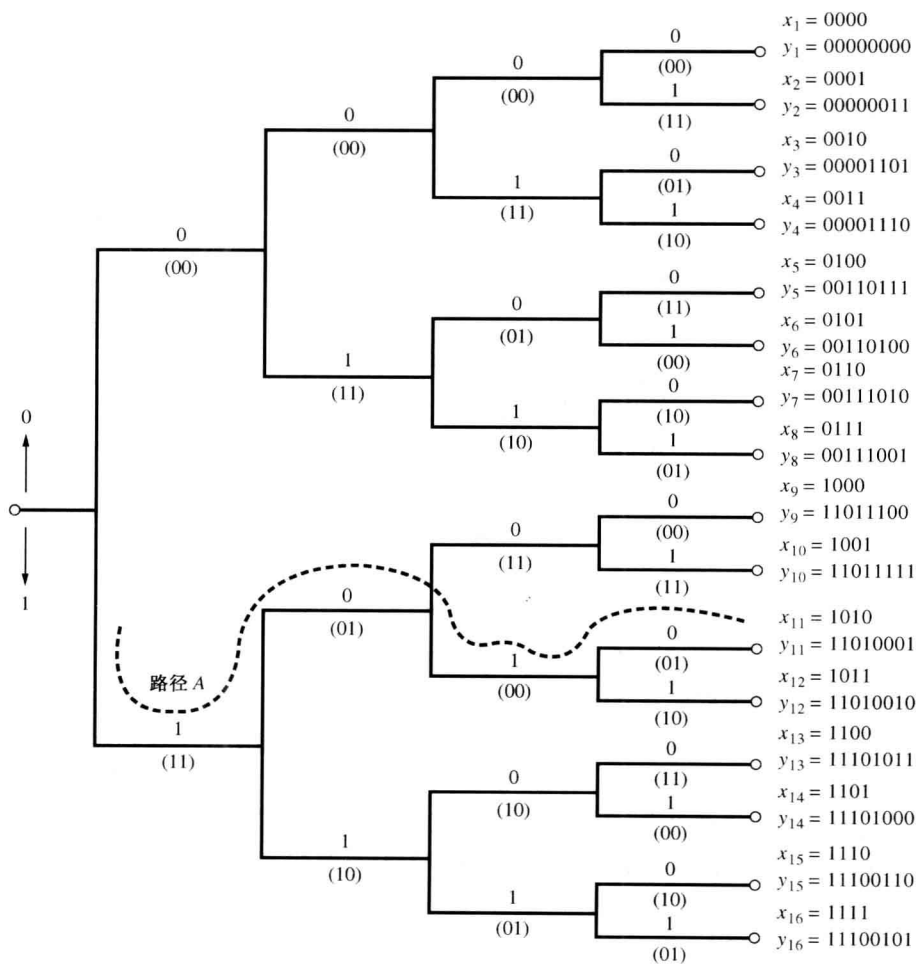 0
(00)
1
(11)
0
(00)
1
(11)
0
(01)
1
(10)
0
(00)
1
(11)
0
(01)
1
(10)
0
(11)
1
(00)
0
(10)
1
(01)
0
(00)
1
(11)
0
(01)
1
(10)
0
(11)
1
(00)
0
(10)
1
(01)
0
(00)
1
(11)
0
(01)
1
(10)
0
(11)
1
(00)
0
(10)
1
(01)
0
1
路径 A
x₁ = 0000
y₁ = 00000000
x₂ = 0001
y₂ = 00000011
x₃ = 0010
y₃ = 00001101
x₄ = 0011
y₄ = 00001110
x₅ = 0100
y₅ = 00110111
x₆ = 0101
y₆ = 00110100
x₇ = 0110
y₇ = 00111010
x₈ = 0111
y₈ = 00111001
x₉ = 1000
y₉ = 11011100
x₁₀ = 1001
y₁₀ = 11011111
x₁₁ = 1010
y₁₁ = 11010001
x₁₂ = 1011
y₁₂ = 11010010
x₁₃ = 1100
y₁₃ = 11101011
x₁₄ = 1101
y₁₄ = 11101000
x₁₅ = 1110
y₁₅ = 11100110
x₁₆ = 1111
y₁₆ = 11100101